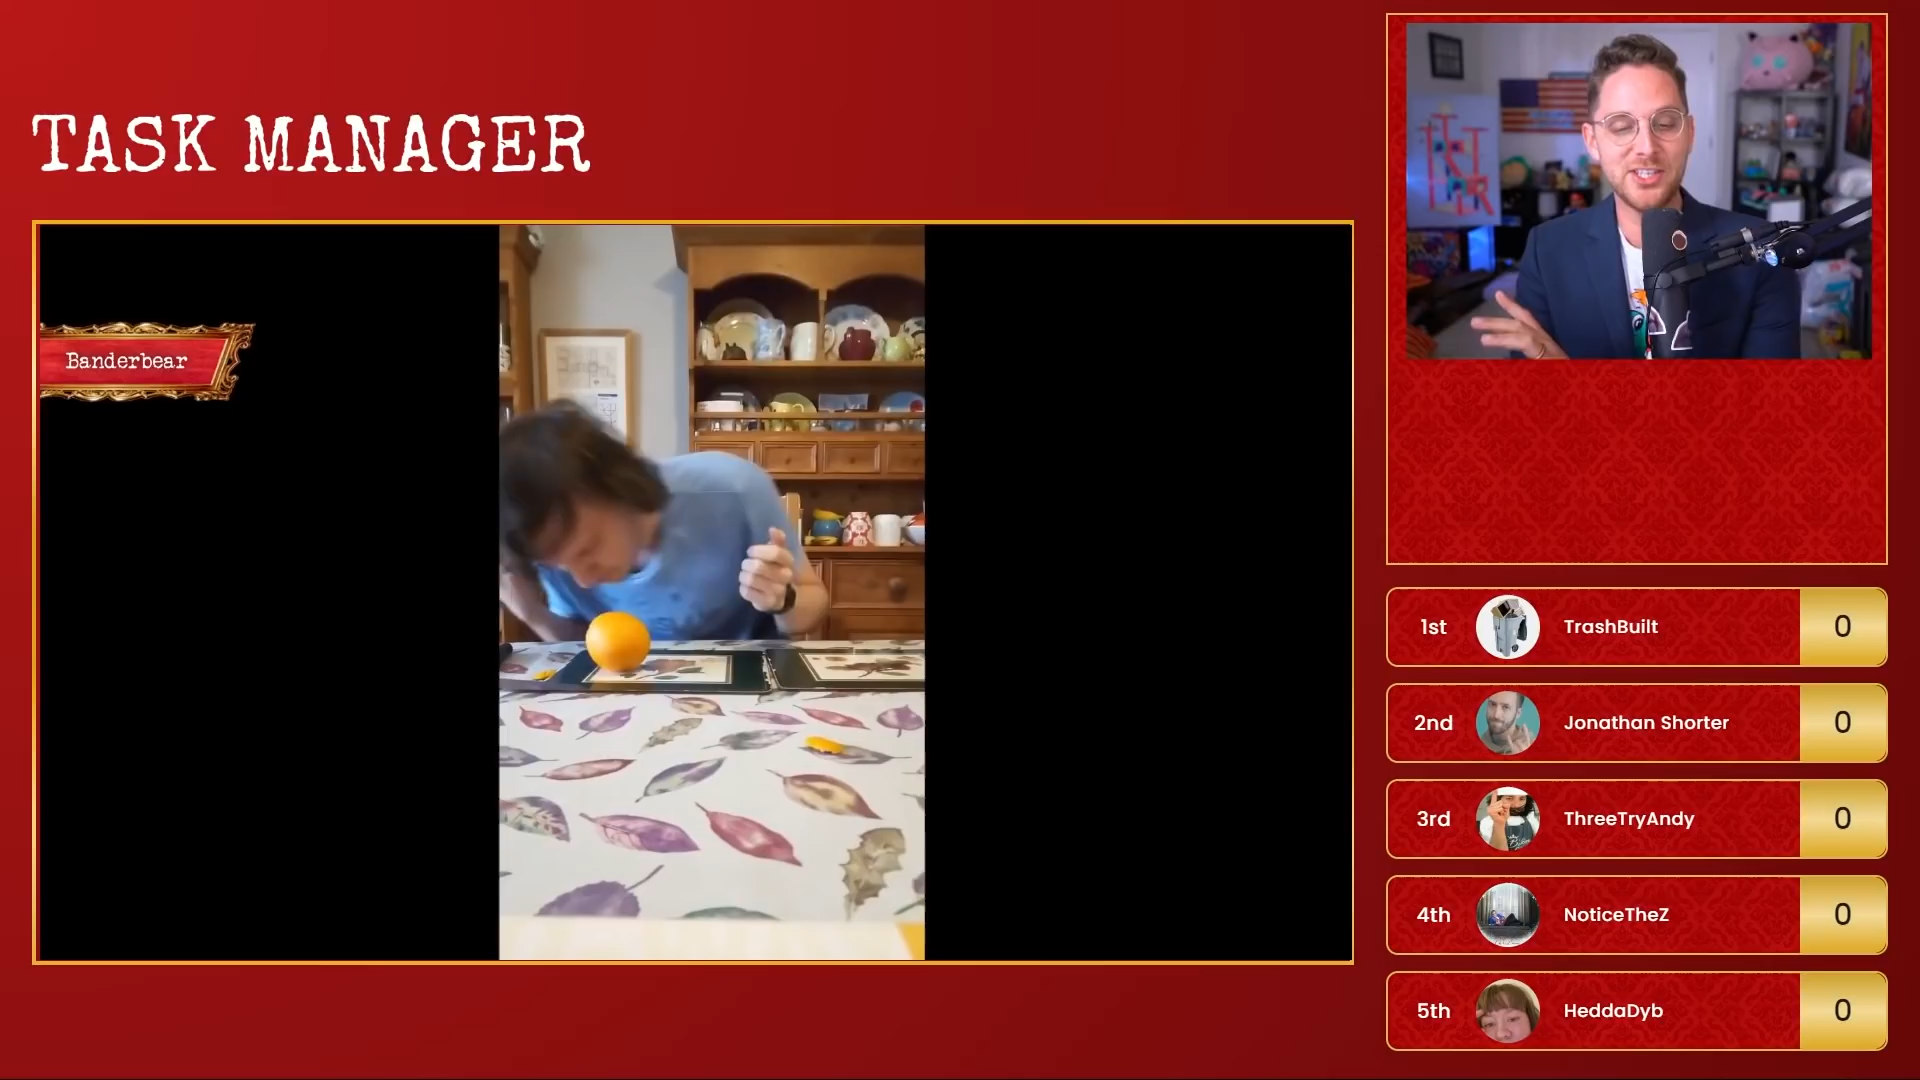 TASK MANAGER
Banderbear
1st TrashBuilt 0
2nd Jonathan Shorter 0
3rd ThreeTryAndy 0
4th NoticeTheZ 0
5th HeddaDyb 0